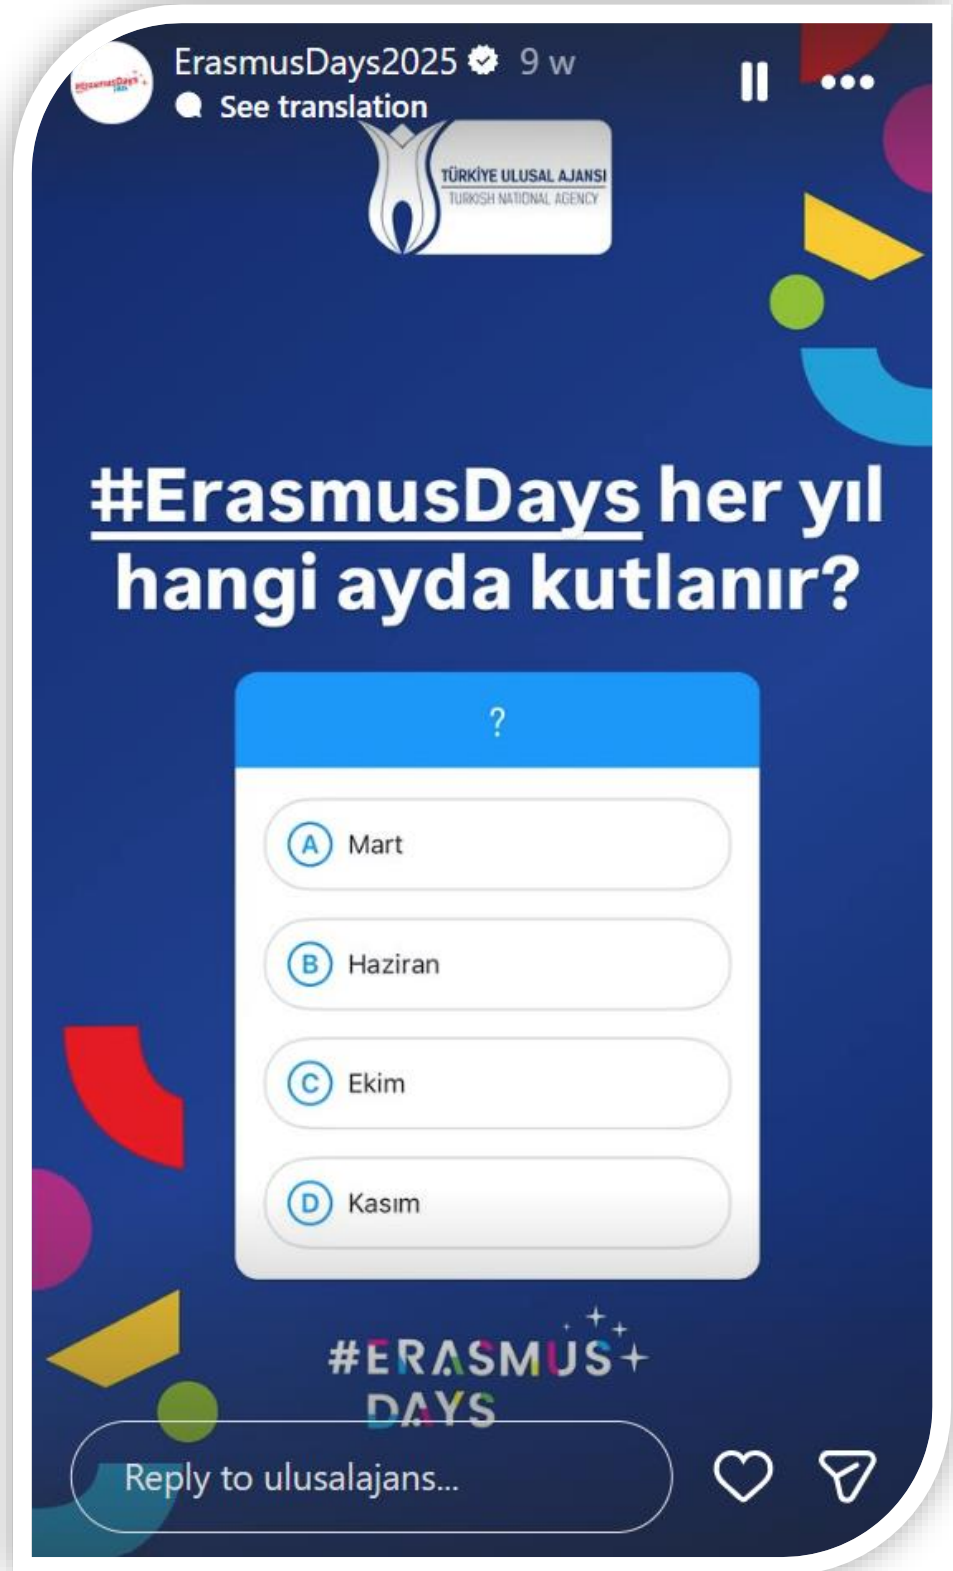 ErasmusDays2025 9 w
See translation
TÜRKİYE ULUSAL AJANSI
TURKISH NATIONAL AGENCY
#ErasmusDays her yıl
hangi ayda kutlanır?
?
A Mart
B Haziran
C Ekim
D Kasım
#ERASMUS
DAYS
Reply to ulusalajans...